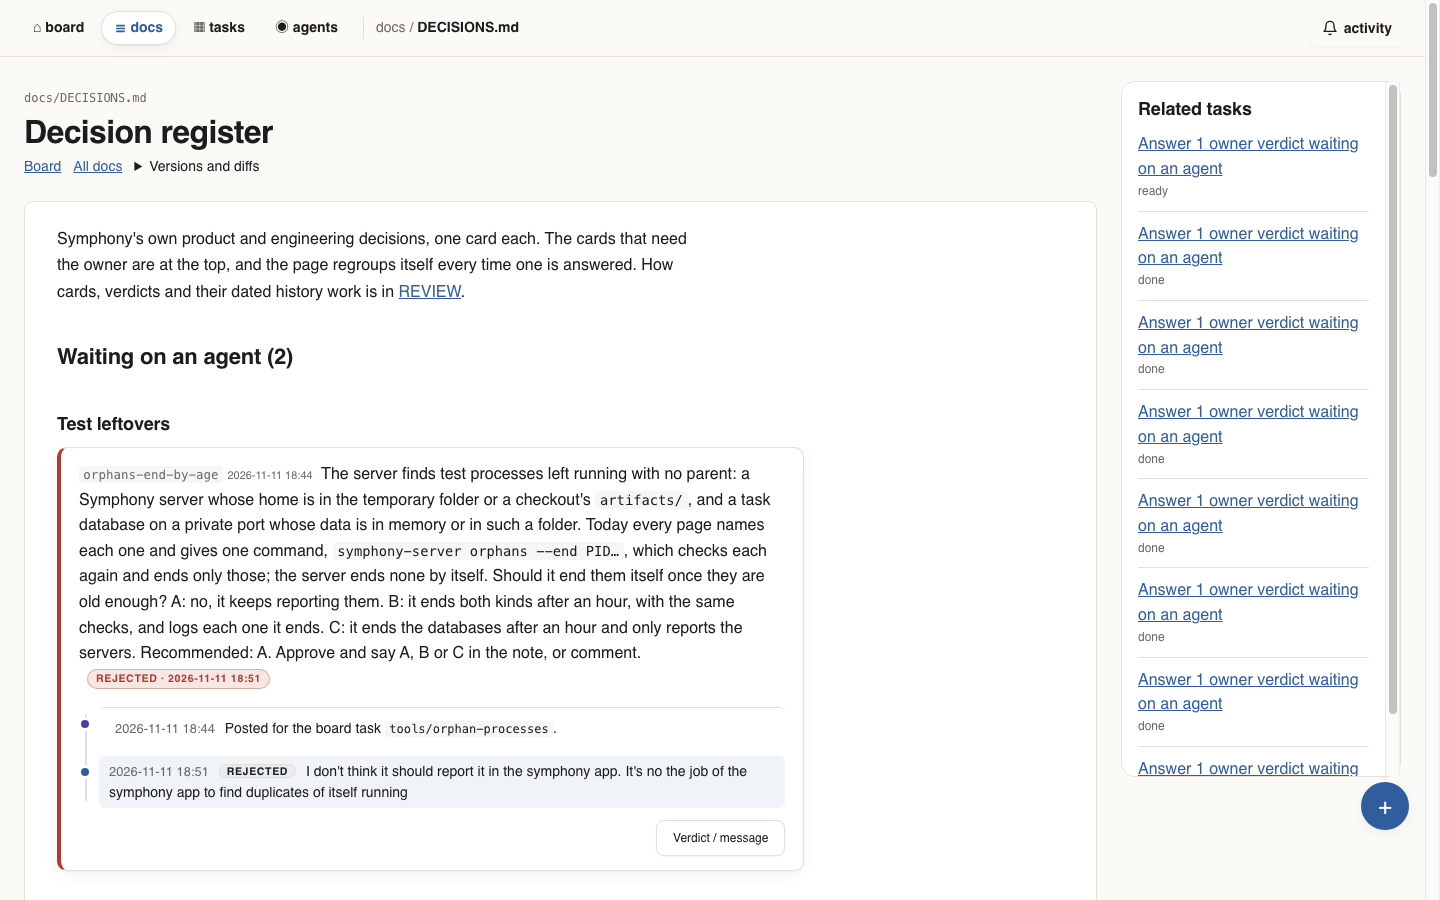 board
docs
tasks
agents
docs / DECISIONS.md
activity
docs/DECISIONS.md
Decision register
Board All docs ▶ Versions and diffs
Symphony's own product and engineering decisions, one card each. The cards that need
the owner are at the top, and the page regroups itself every time one is answered. How
cards, verdicts and their dated history work is in REVIEW.
Waiting on an agent (2)
Test leftovers
orphans-end-by-age 2026-11-11 18:44 The server finds test processes left running with no parent: a
Symphony server whose home is in the temporary folder or a checkout's artifacts/ , and a task
database on a private port whose data is in memory or in such a folder. Today every page names
each one and gives one command, symphony-server orphans --end PID… , which checks each
again and ends only those; the server ends none by itself. Should it end them itself once they are
old enough? A: no, it keeps reporting them. B: it ends both kinds after an hour, with the same
checks, and logs each one it ends. C: it ends the databases after an hour and only reports the
servers. Recommended: A. Approve and say A, B or C in the note, or comment.
REJECTED · 2026-11-11 18:51
2026-11-11 18:44 Posted for the board task tools/orphan-processes .
2026-11-11 18:51 REJECTED I don't think it should report it in the symphony app. It's no the job of the
symphony app to find duplicates of itself running
Verdict / message
Related tasks
Answer 1 owner verdict waiting
on an agent
ready
Answer 1 owner verdict waiting
on an agent
done
Answer 1 owner verdict waiting
on an agent
done
Answer 1 owner verdict waiting
on an agent
done
Answer 1 owner verdict waiting
on an agent
done
Answer 1 owner verdict waiting
on an agent
done
Answer 1 owner verdict waiting
on an agent
done
Answer 1 owner verdict waiting
+